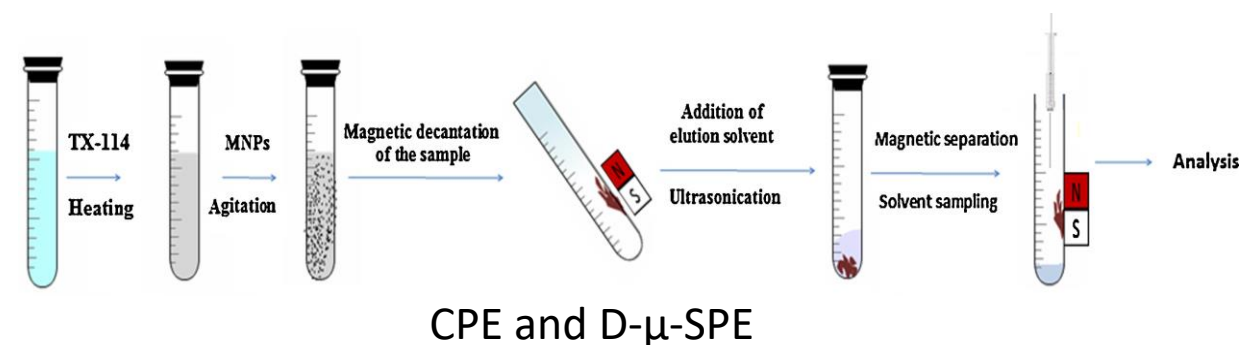 TX-114
Heating
MNPs
Agitation
Magnetic decantation
of the sample
N
S
Addition of
elution solvent
Ultrasonication
Magnetic separation
Solvent sampling
N
S
Analysis
CPE and D-μ-SPE